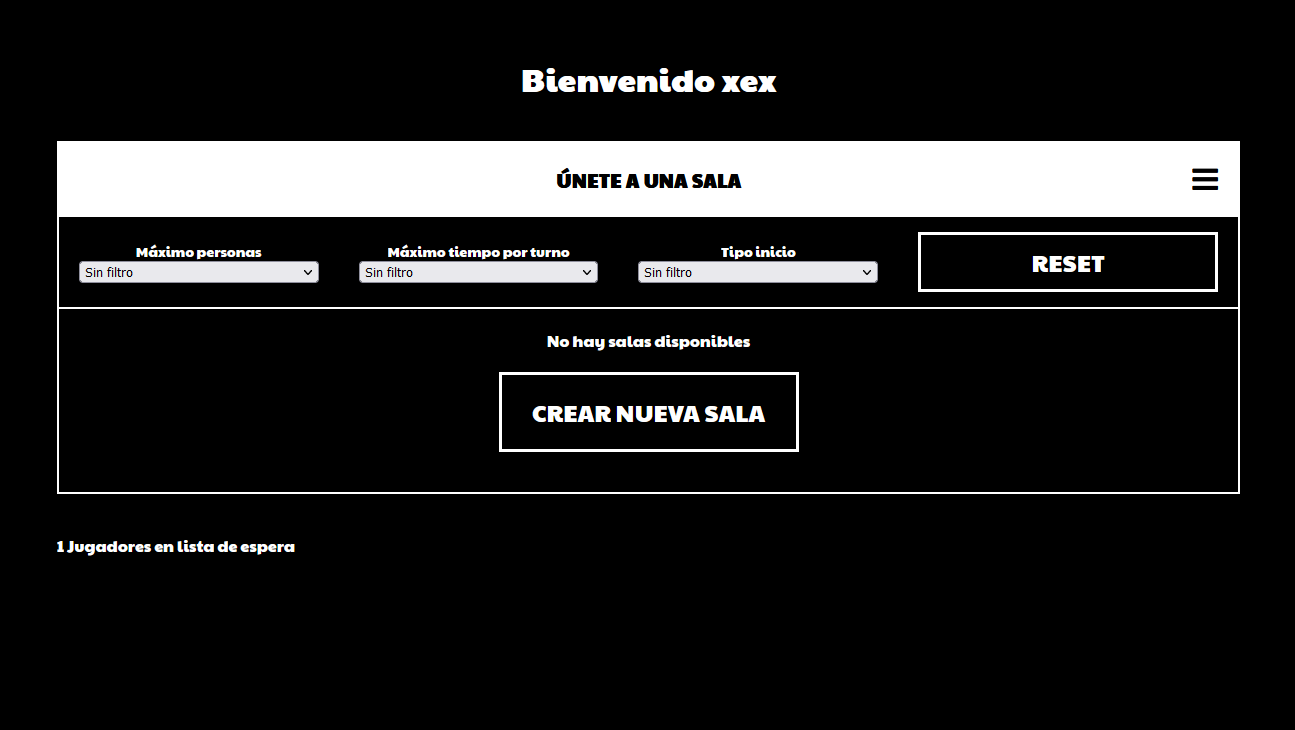 Bienvenido xex
ÚNETE A UNA SALA
Máximo personas
Sin filtro
Máximo tiempo por turno
Sin filtro
Tipo inicio
Sin filtro
RESET
No hay salas disponibles
CREAR NUEVA SALA
1 Jugadores en lista de espera